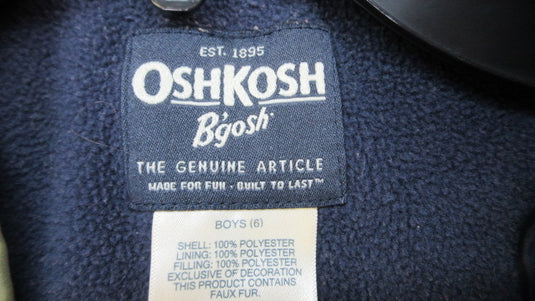 EST. 1895
OSHKOSH
B'gosh
THE GENUINE ARTICLE
MADE FOR FUN • BUILT TO LAST™
BOYS (6)
SHELL: 100% POLYESTER
LINING: 100% POLYESTER
FILLING: 100% POLYESTER
EXCLUSIVE OF DECORATION
THIS PRODUCT CONTAINS
FAUX FUR.